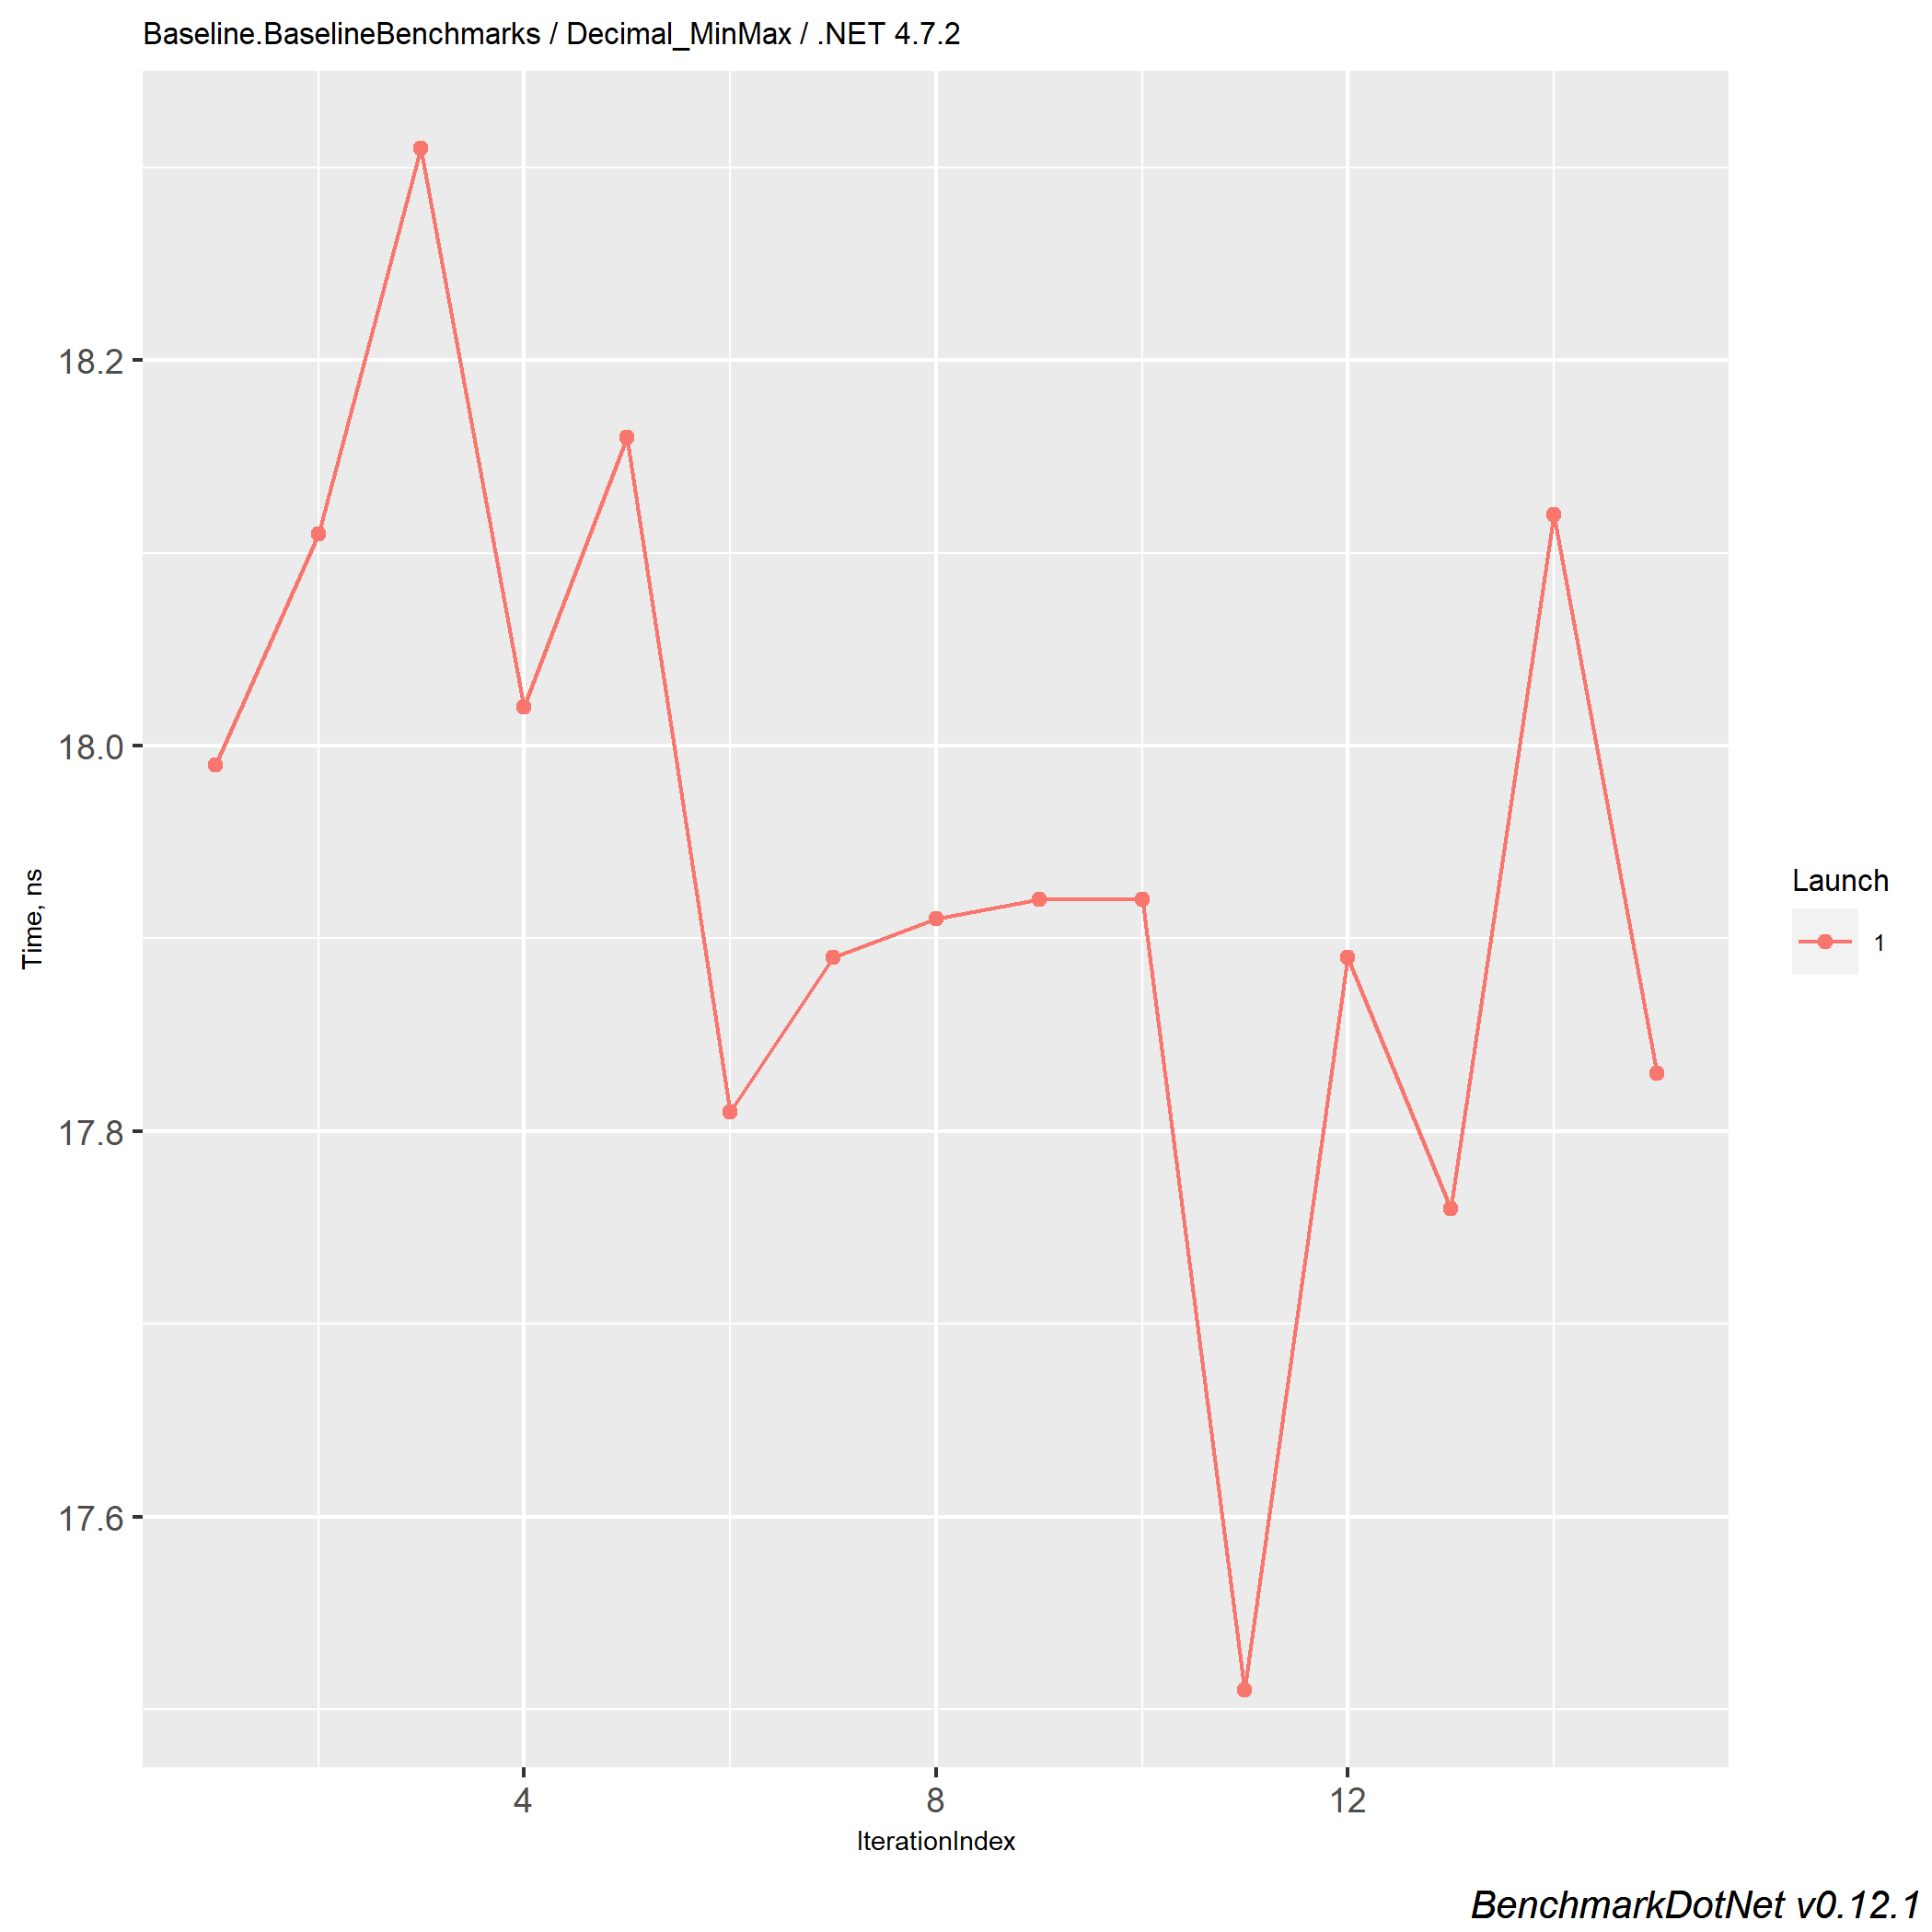 Baseline.BaselineBenchmarks / Decimal_MinMax / .NET 4.7.2
18.2
18.0
17.8
17.6
Time, ns
4 8 12
IterationIndex
Launch
1
BenchmarkDotNet v0.12.1